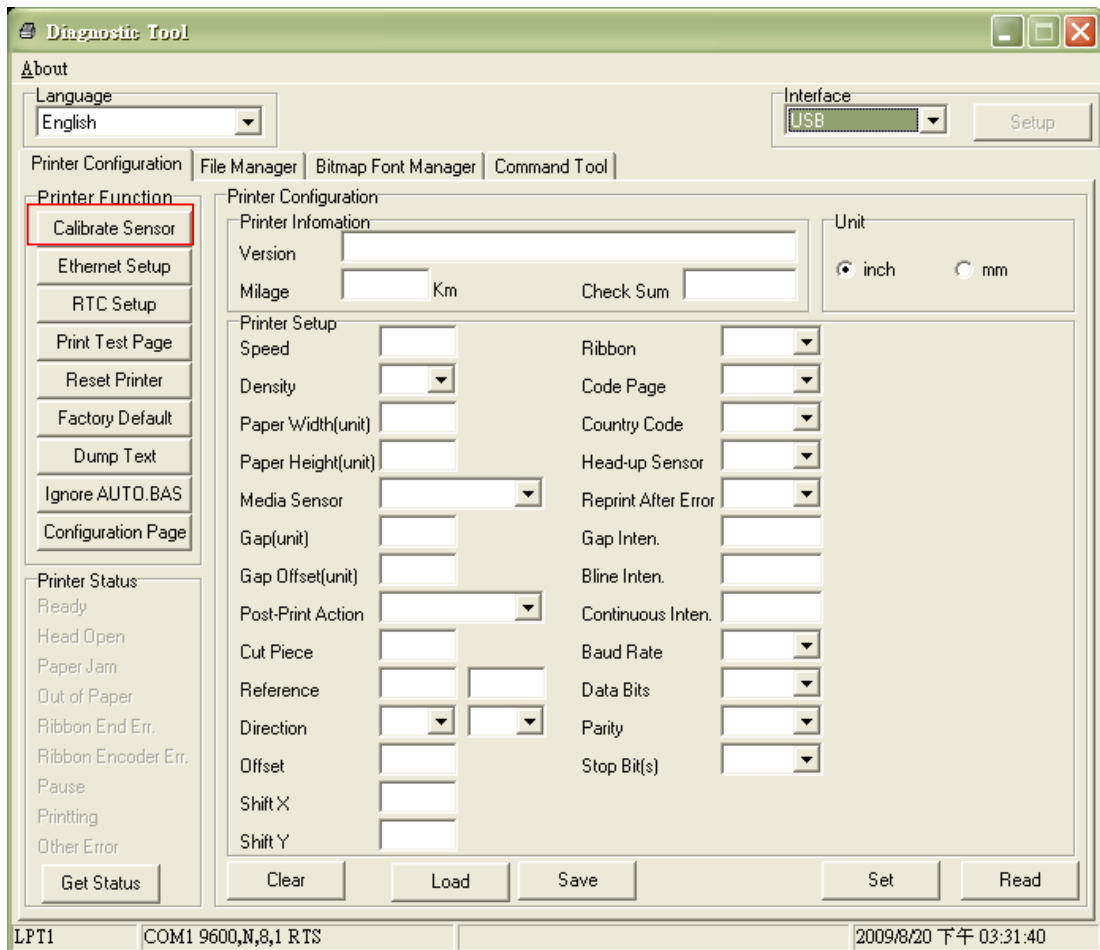 Diagnostic Tool
About
Language
English
Interface
USB
Setup
Printer Configuration File Manager Bitmap Font Manager Command Tool
Printer Function
Calibrate Sensor
Ethernet Setup
RTC Setup
Print Test Page
Reset Printer
Factory Default
Dump Text
Ignore AUTO.BAS
Configuration Page
Printer Status
Ready
Head Open
Paper Jam
Out of Paper
Ribbon End Err.
Ribbon Encoder Err.
Pause
Printting
Other Error
Get Status
Printer Configuration
Printer Infomation
Version
Milage Km Check Sum
Unit
inch mm
Printer Setup
Speed
Density
Paper Width(unit)
Paper Height(unit)
Media Sensor
Gap(unit)
Gap Offset(unit)
Post-Print Action
Cut Piece
Reference
Direction
Offset
Shift X
Shift Y
Ribbon
Code Page
Country Code
Head-up Sensor
Reprint After Error
Gap Inten.
Bline Inten.
Continuous Inten.
Baud Rate
Data Bits
Parity
Stop Bit(s)
Clear Load Save Set Read
LPT1 COM1 9600,N,8,1 RTS 2009/8/20 下午 03:31:40